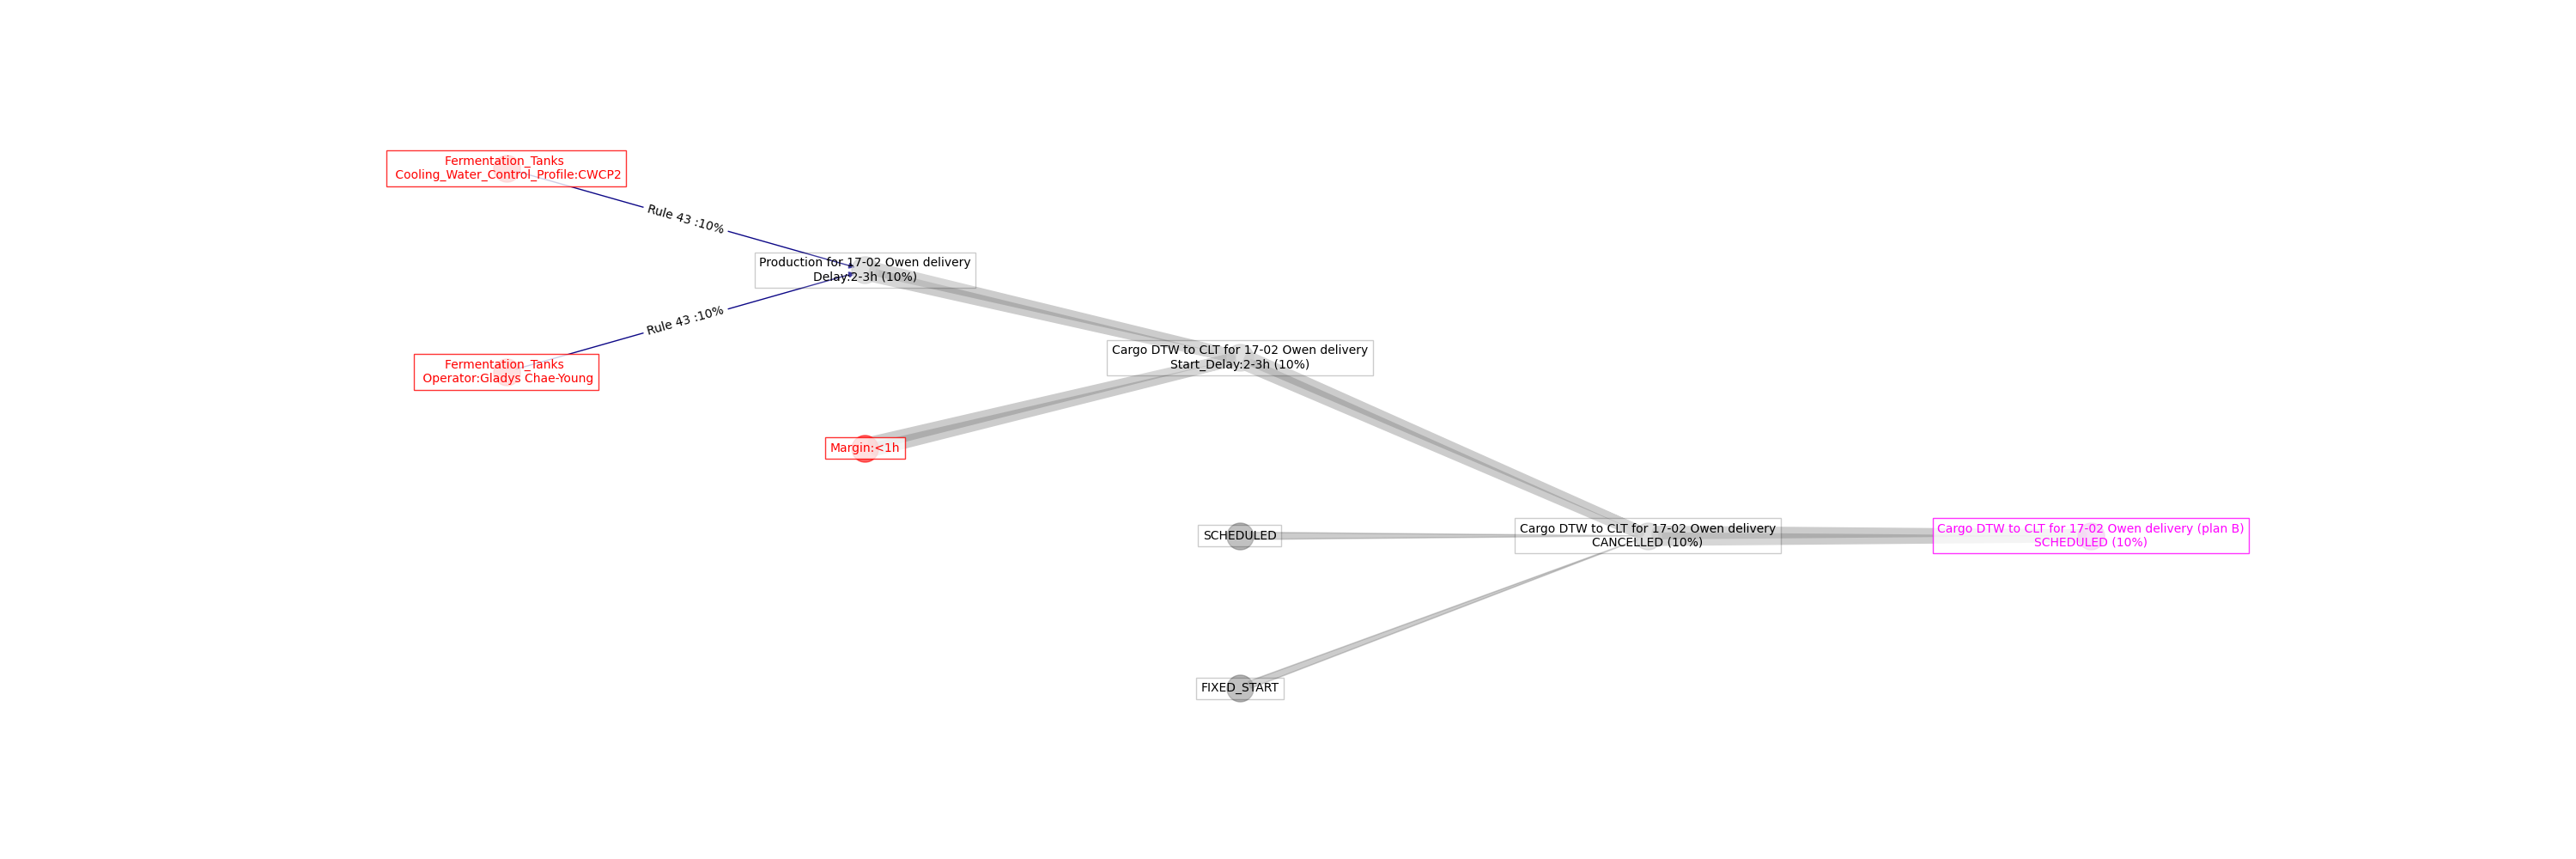 Fermentation_Tanks
Cooling_Water_Control_Profile:CWCP2
Rule 43 :10%
Production for 17-02 Owen delivery
Delay:2-3h (10%)
Rule 43 :10%
Fermentation_Tanks
Operator:Gladys Chae-Young
Cargo DTW to CLT for 17-02 Owen delivery
Start_Delay:2-3h (10%)
Margin:<1h
SCHEDULED
Cargo DTW to CLT for 17-02 Owen delivery
CANCELLED (10%)
Cargo DTW to CLT for 17-02 Owen delivery (plan B)
SCHEDULED (10%)
FIXED_START